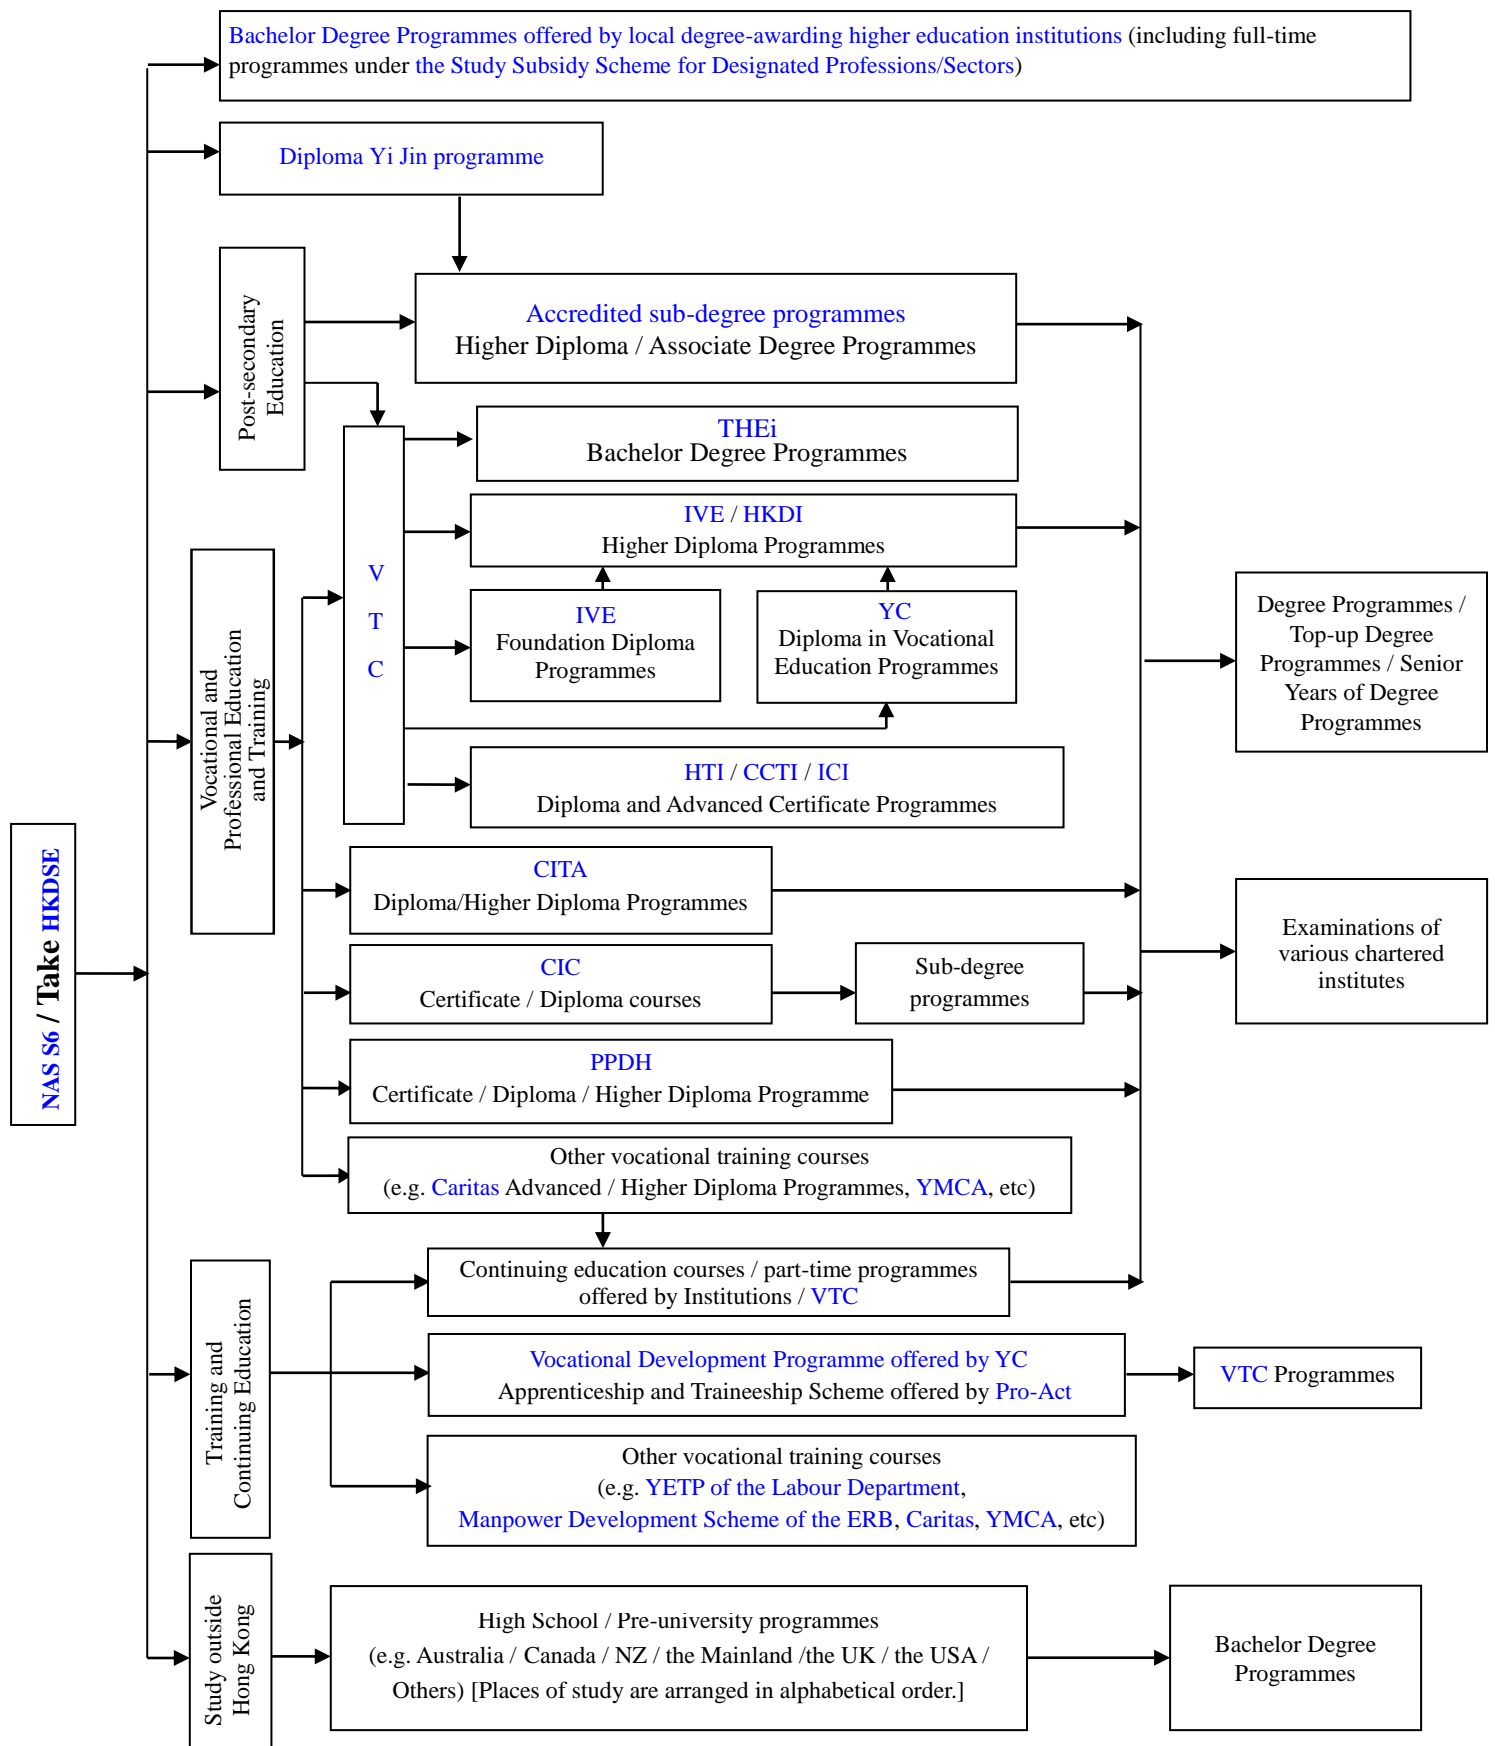 Bachelor Degree Programmes offered by local degree-awarding higher education institutions (including full-time
programmes under the Study Subsidy Scheme for Designated Professions/Sectors)
Diploma Yi Jin programme
Post-secondary
Education
Accredited sub-degree programmes
Higher Diploma / Associate Degree Programmes
THEi
Bachelor Degree Programmes
V
T
C
IVE / HKDI
Higher Diploma Programmes
IVE
Foundation Diploma
Programmes
YC
Diploma in Vocational
Education Programmes
HTI / CCTI / ICI
Diploma and Advanced Certificate Programmes
Vocational and
Professional Education
and Training
Degree Programmes /
Top-up Degree
Programmes / Senior
Years of Degree
Programmes
NAS S6 / Take HKDSE
CITA
Diploma/Higher Diploma Programmes
CIC
Certificate / Diploma courses
Sub-degree
programmes
Examinations of
various chartered
institutes
PPDH
Certificate / Diploma / Higher Diploma Programme
Other vocational training courses
(e.g. Caritas Advanced / Higher Diploma Programmes, YMCA, etc)
Training and
Continuing Education
Continuing education courses / part-time programmes
offered by Institutions / VTC
Vocational Development Programme offered by YC
Apprenticeship and Traineeship Scheme offered by Pro-Act
VTC Programmes
Other vocational training courses
(e.g. YETP of the Labour Department,
Manpower Development Scheme of the ERB, Caritas, YMCA, etc)
Study outside
Hong Kong
High School / Pre-university programmes
(e.g. Australia / Canada / NZ / the Mainland /the UK / the USA /
Others) [Places of study are arranged in alphabetical order.]
Bachelor Degree
Programmes